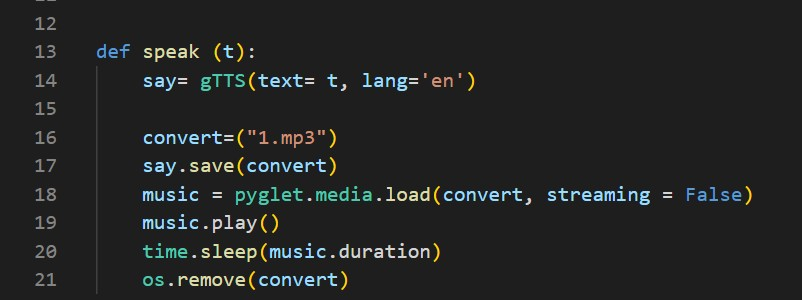 12
13 def speak (t):
14 say= gTTS(text= t, lang='en')
15
16 convert=("1.mp3")
17 say.save(convert)
18 music = pyglet.media.load(convert, streaming = False)
19 music.play()
20 time.sleep(music.duration)
21 os.remove(convert)